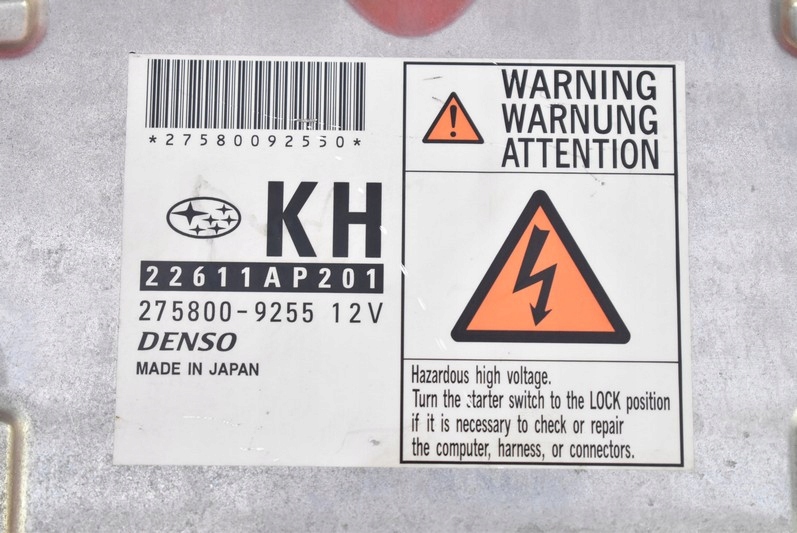 *27580092550*
KH
22611AP201
275800-9255 12V
DENSO
MADE IN JAPAN
WARNING
WARNUNG
ATTENTION
Hazardous high voltage.
Turn the starter switch to the LOCK position
if it is necessary to check or repair
the computer, harness, or connectors.